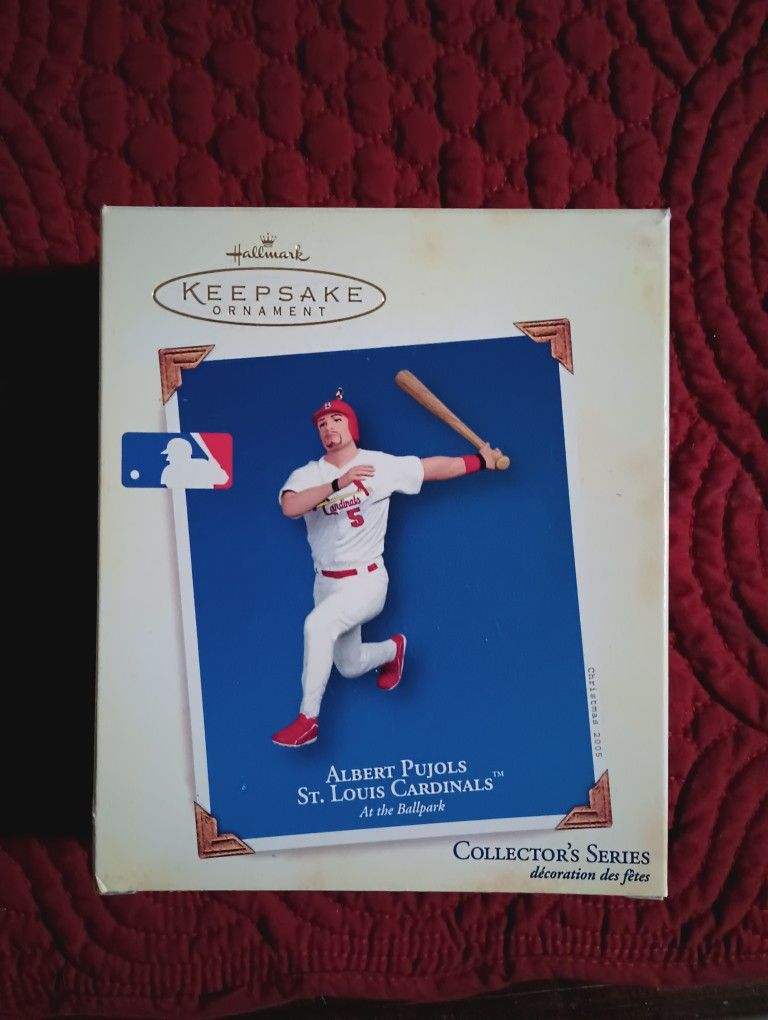 Hallmark
KEEPSAKE
ORNAMENT
Cardinals
5
Christmas 2005
ALBERT PUJOLS
ST. LOUIS CARDINALS™
At the Ballpark
COLLECTOR'S SERIES
décoration des fêtes